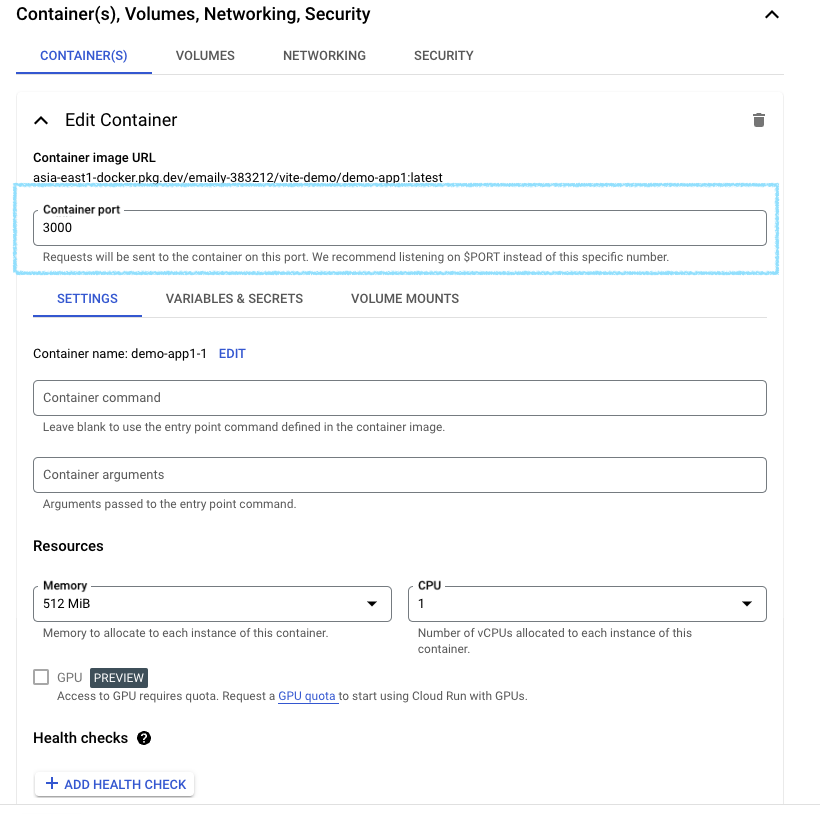 Container(s), Volumes, Networking, Security
CONTAINER(S) VOLUMES NETWORKING SECURITY
Edit Container
Container image URL
asia-east1-docker.pkg.dev/emaily-383212/vite-demo/demo-app1:latest
Container port
3000
Requests will be sent to the container on this port. We recommend listening on $PORT instead of this specific number.
SETTINGS VARIABLES & SECRETS VOLUME MOUNTS
Container name: demo-app1-1 EDIT
Container command
Leave blank to use the entry point command defined in the container image.
Container arguments
Arguments passed to the entry point command.
Resources
Memory
512 MiB
Memory to allocate to each instance of this container.
CPU
1
Number of vCPUs allocated to each instance of this
container.
GPU PREVIEW
Access to GPU requires quota. Request a GPU quota to start using Cloud Run with GPUs.
Health checks ?
+ ADD HEALTH CHECK